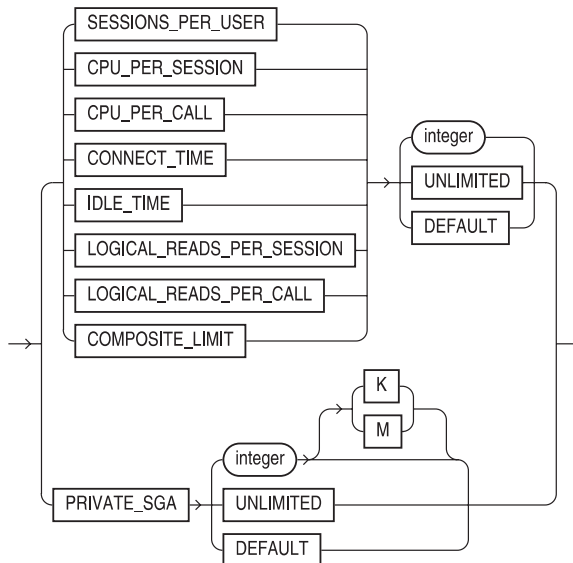 SESSIONS_PER_USER
CPU_PER_SESSION
CPU_PER_CALL
CONNECT_TIME
IDLE_TIME
LOGICAL_READS_PER_SESSION
LOGICAL_READS_PER_CALL
COMPOSITE_LIMIT
integer
UNLIMITED
DEFAULT
PRIVATE_SGA
integer
K
M
UNLIMITED
DEFAULT